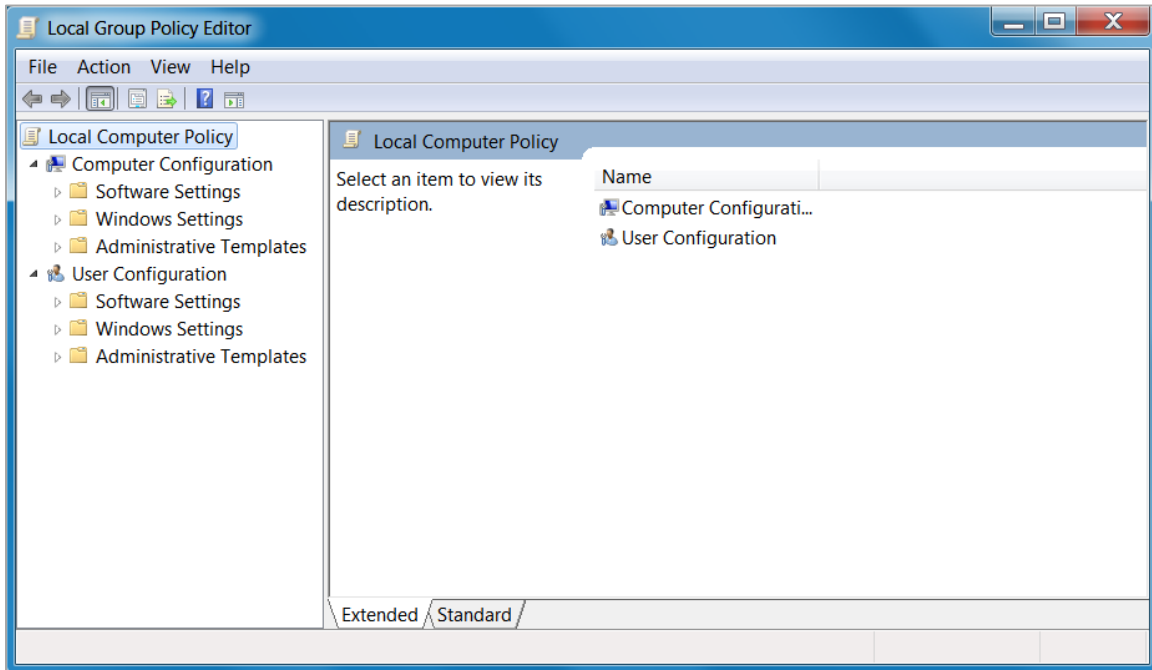 Local Group Policy Editor
File Action View Help
Local Computer Policy
Computer Configuration
Software Settings
Windows Settings
Administrative Templates
User Configuration
Software Settings
Windows Settings
Administrative Templates
Local Computer Policy
Select an item to view its
description.
Name
Computer Configurati...
User Configuration
Extended Standard